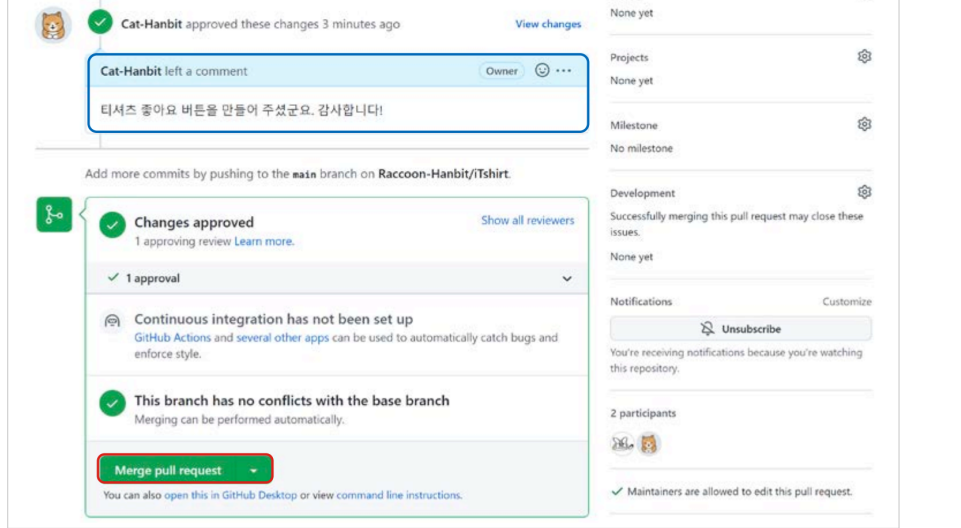 Cat-Hanbit approved these changes 3 minutes ago
View changes
Cat-Hanbit left a comment
Owner
티셔츠 좋아요 버튼을 만들어 주셨군요. 감사합니다!
Add more commits by pushing to the main branch on Raccoon-Hanbit/iTshirt.
Changes approved
Show all reviewers
1 approving review Learn more.
1 approval
Continuous integration has not been set up
GitHub Actions and several other apps can be used to automatically catch bugs and
enforce style.
This branch has no conflicts with the base branch
Merging can be performed automatically.
Merge pull request
You can also open this in GitHub Desktop or view command line instructions.
None yet
Projects
None yet
Milestone
No milestone
Development
Successfully merging this pull request may close these
issues.
None yet
Notifications
Customize
Unsubscribe
You're receiving notifications because you're watching
this repository.
2 participants
Maintainers are allowed to edit this pull request.